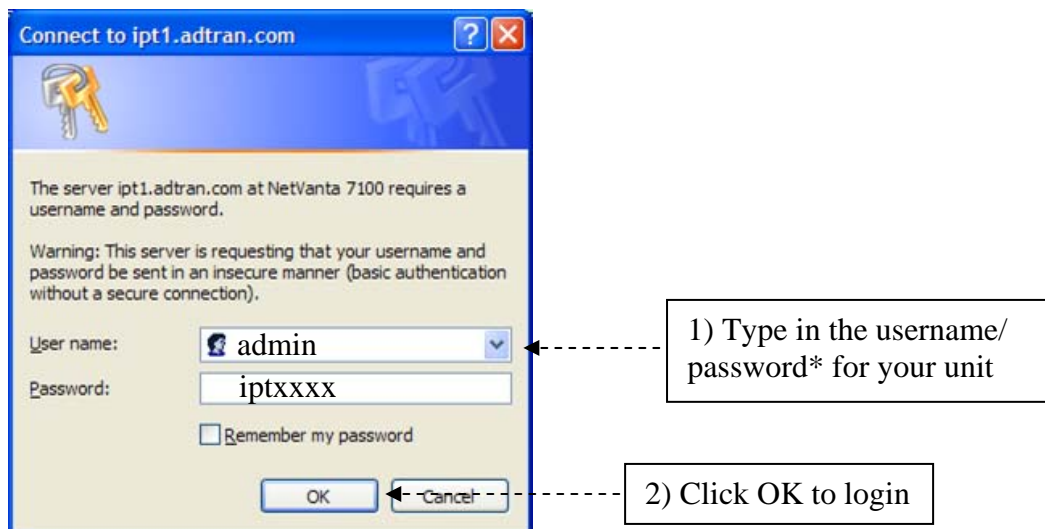 Connect to ipt1.adtran.com
The server ipt1.adtran.com at NetVanta 7100 requires a
username and password.
Warning: This server is requesting that your username and
password be sent in an insecure manner (basic authentication
without a secure connection).
User name:
admin
Password:
iptxxxx
Remember my password
OK
Cancel
1) Type in the username/
password* for your unit
2) Click OK to login